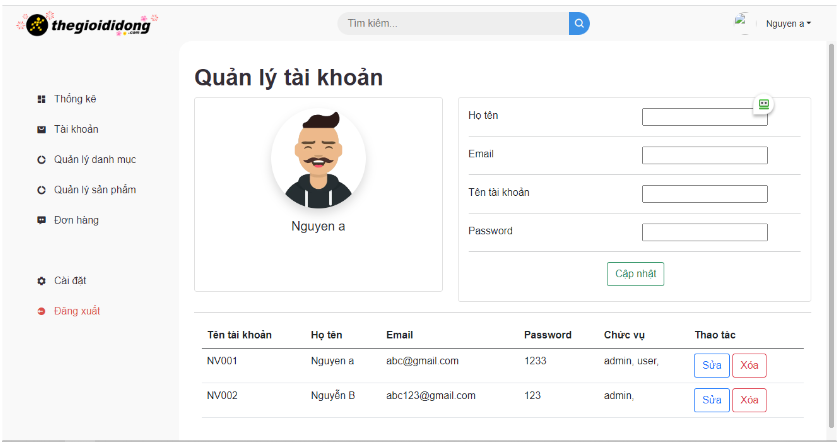 thegioididong
.com
Tìm kiếm...
Nguyen a
Thống kê
Tài khoản
Quản lý danh mục
Quản lý sản phẩm
Đơn hàng
Cài đặt
Đăng xuất
Quản lý tài khoản
Nguyen a
Họ tên
Email
Tên tài khoản
Password
Cập nhật
Tên tài khoản Họ tên Email Password Chức vụ Thao tác
NV001 Nguyen a abc@gmail.com 1233 admin, user, Sửa Xóa
NV002 Nguyễn B abc123@gmail.com 123 admin, Sửa Xóa